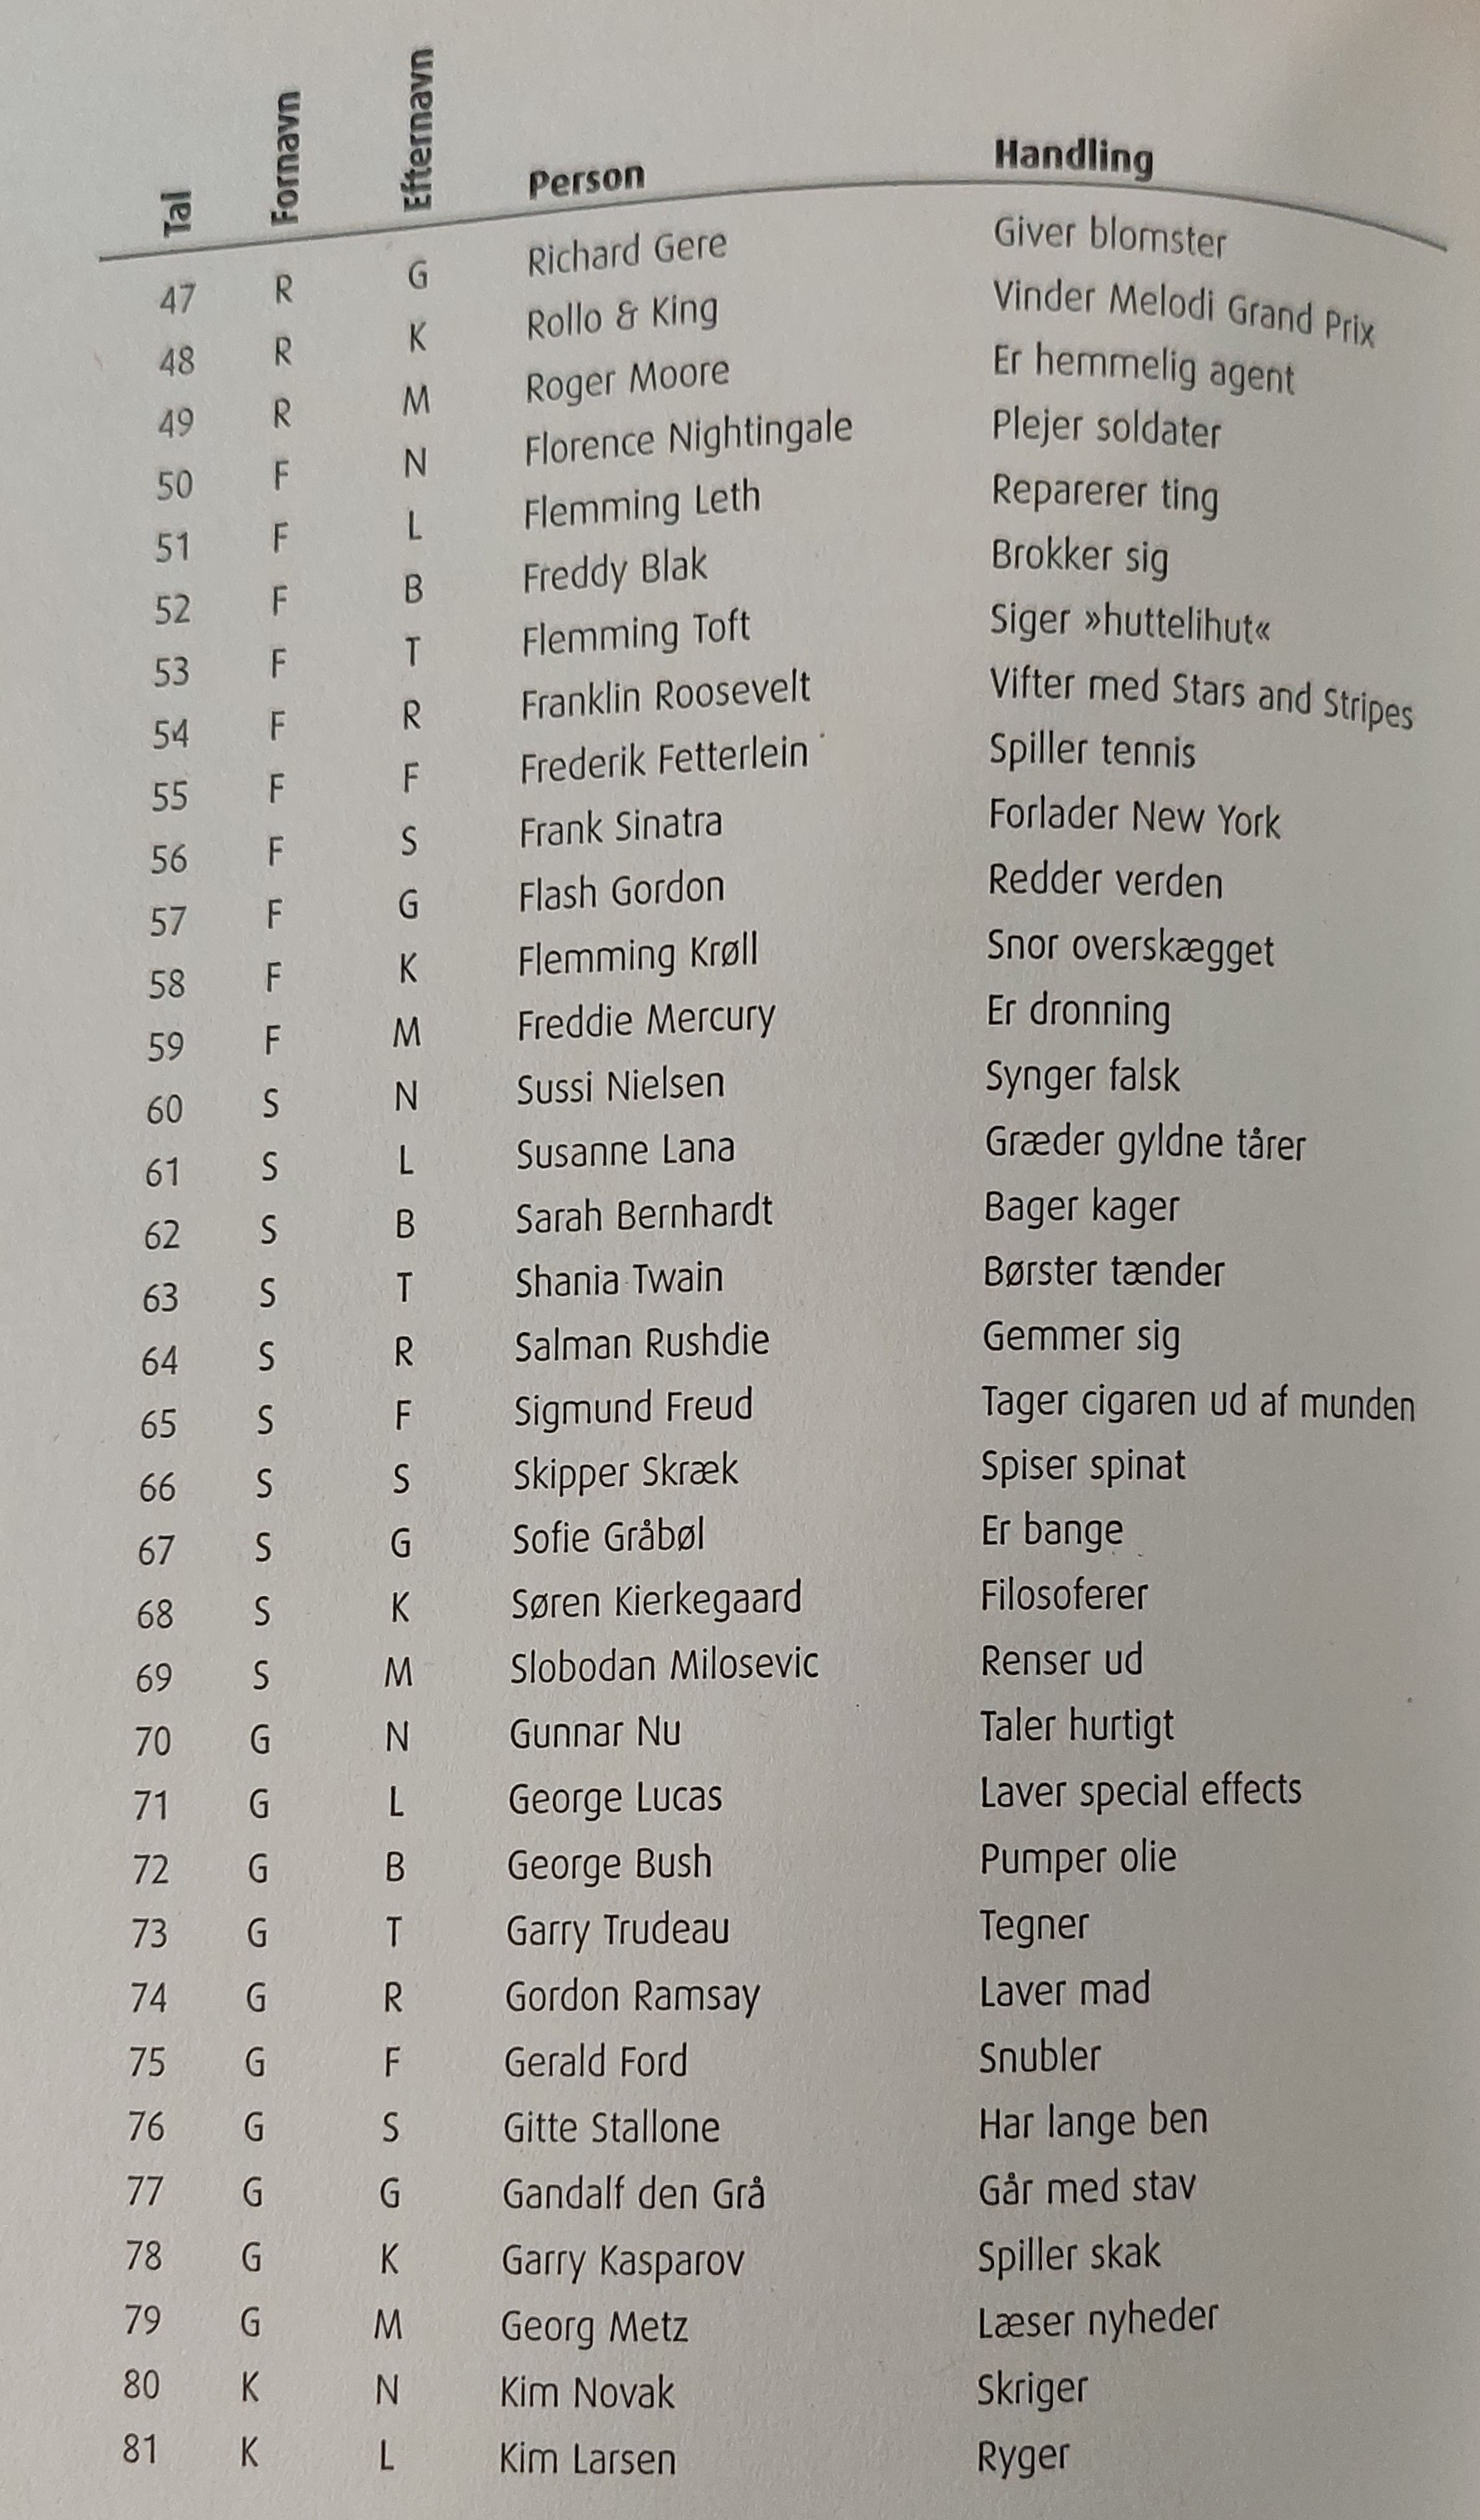 Tal Fornavn Efternavn Person Handling
47 R G Richard Gere Giver blomster
48 R K Rollo & King Vinder Melodi Grand Prix
49 R M Roger Moore Er hemmelig agent
50 F N Florence Nightingale Plejer soldater
51 F L Flemming Leth Reparerer ting
52 F B Freddy Blak Brokker sig
53 F T Flemming Toft Siger »huttelihut«
54 F R Franklin Roosevelt Vifter med Stars and Stripes
55 F F Frederik Fetterlein Spiller tennis
56 F S Frank Sinatra Forlader New York
57 F G Flash Gordon Redder verden
58 F K Flemming Krøll Snor overskægget
59 F M Freddie Mercury Er dronning
60 S N Sussi Nielsen Synger falsk
61 S L Susanne Lana Græder gyldne tårer
62 S B Sarah Bernhardt Bager kager
63 S T Shania Twain Børster tænder
64 S R Salman Rushdie Gemmer sig
65 S F Sigmund Freud Tager cigaren ud af munden
66 S S Skipper Skræk Spiser spinat
67 S G Sofie Gråbøl Er bange
68 S K Søren Kierkegaard Filosoferer
69 S M Slobodan Milosevic Renser ud
70 G N Gunnar Nu Taler hurtigt
71 G L George Lucas Laver special effects
72 G B George Bush Pumper olie
73 G T Garry Trudeau Tegner
74 G R Gordon Ramsay Laver mad
75 G F Gerald Ford Snubler
76 G S Gitte Stallone Har lange ben
77 G G Gandalf den Grå Går med stav
78 G K Garry Kasparov Spiller skak
79 G M Georg Metz Læser nyheder
80 K N Kim Novak Skriger
81 K L Kim Larsen Ryger